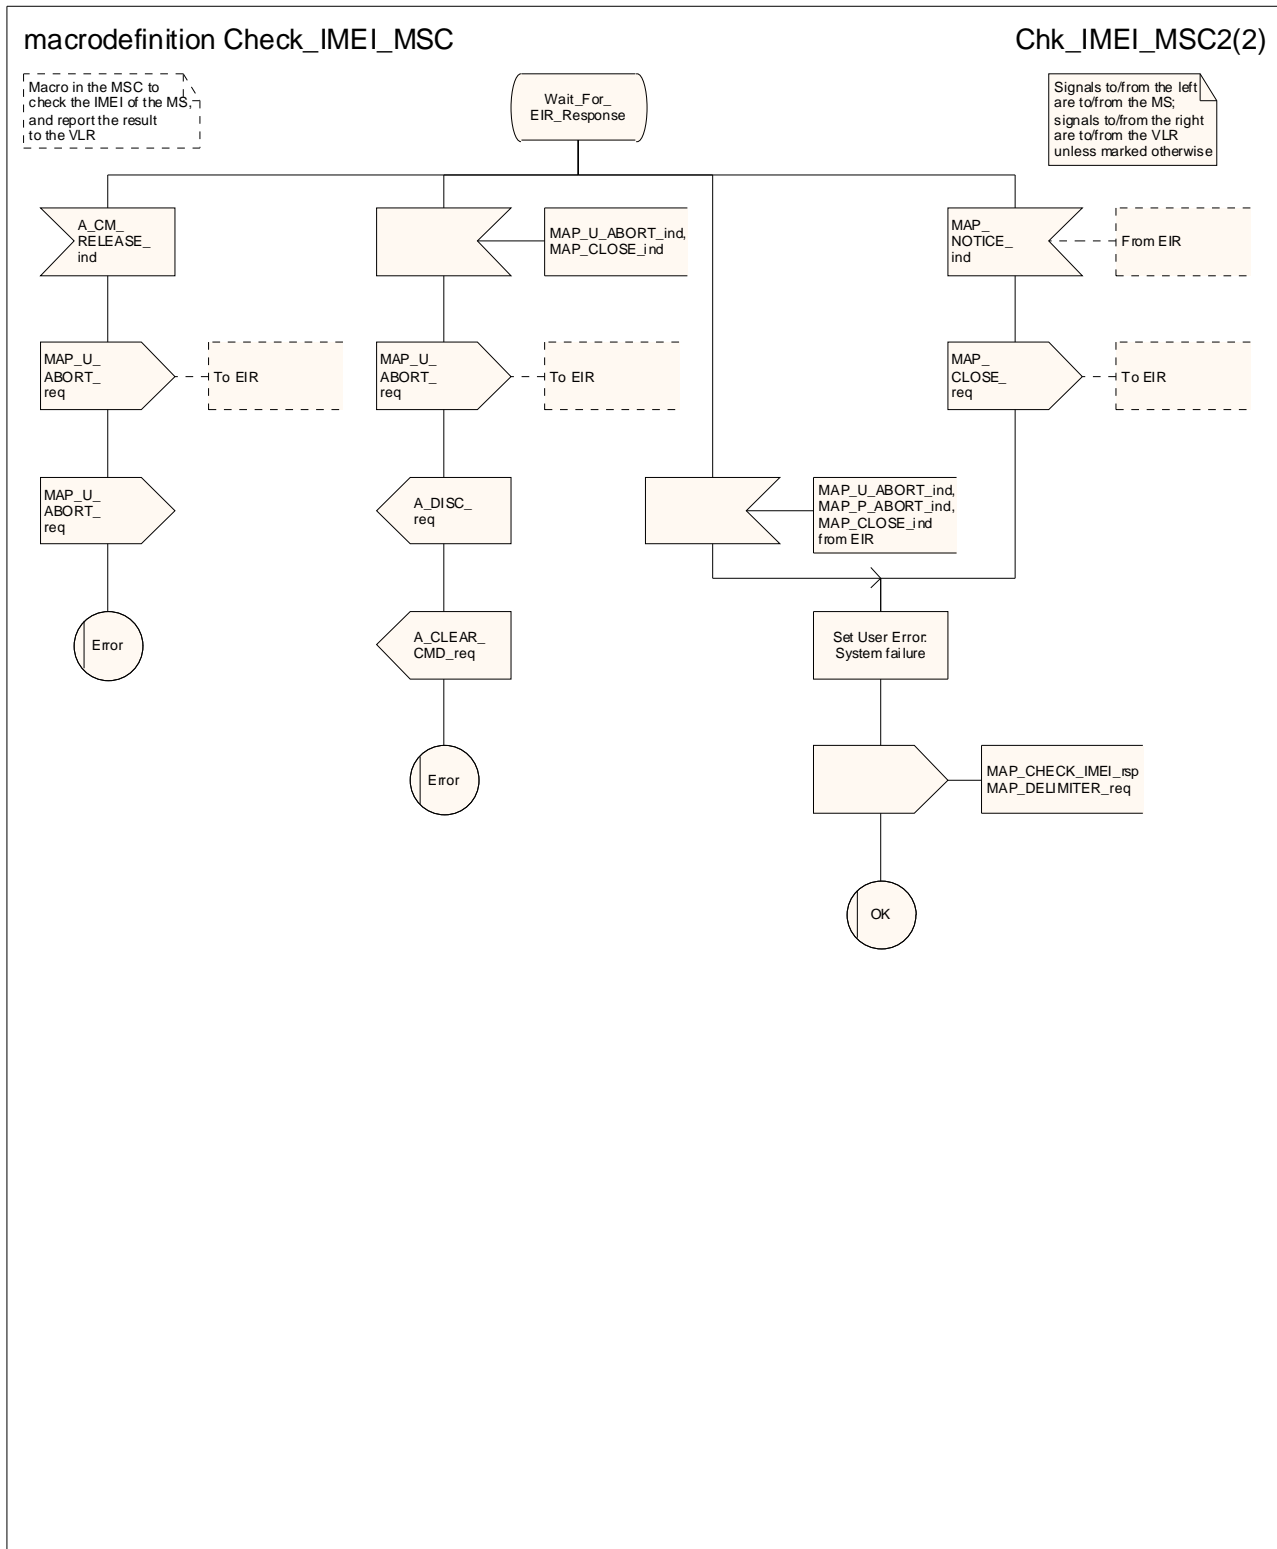 macrodefinition Check_IMEI_MSC
Chk_IMEI_MSC2(2)
Macro in the MSC to
check the IMEI of the MS,
and report the result
to the VLR
Wait_For_
EIR_Response
Signals to/from the left
are to/from the MS;
signals to/from the right
are to/from the VLR
unless marked otherwise
A_CM_
RELEASE_
ind
MAP_U_ABORT_ind,
MAP_CLOSE_ind
MAP_
NOTICE_
ind
From EIR
MAP_U_
ABORT_
req
To EIR
MAP_U_
ABORT_
req
To EIR
MAP_
CLOSE_
req
To EIR
MAP_U_
ABORT_
req
A_DISC_
req
MAP_U_ABORT_ind,
MAP_P_ABORT_ind,
MAP_CLOSE_ind
from EIR
Error
A_CLEAR_
CMD_req
Set User Error:
System failure
Error
MAP_CHECK_IMEI_rsp
MAP_DELIMITER_req
OK